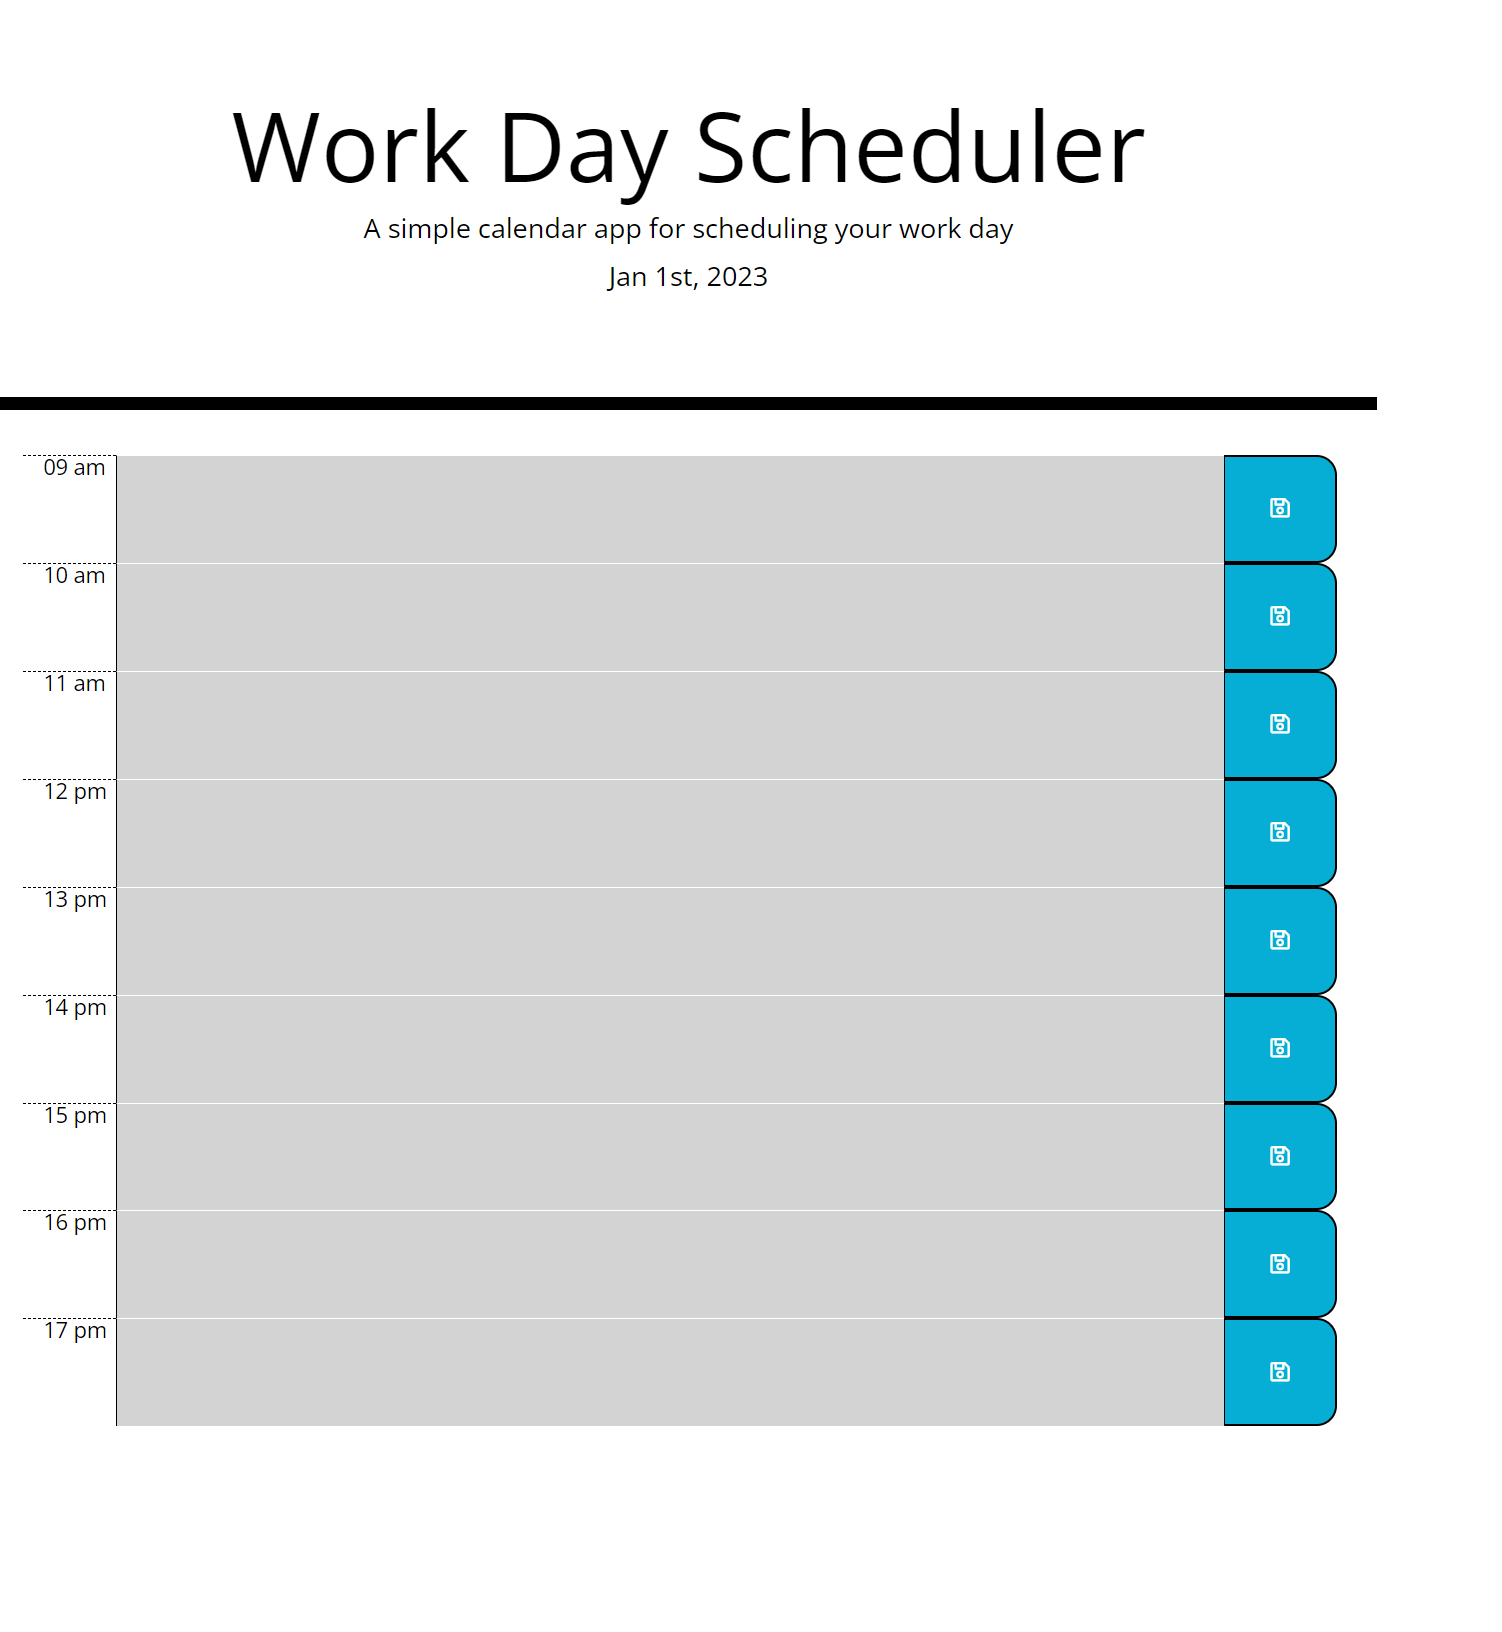 Work Day Scheduler
A simple calendar app for scheduling your work day
Jan 1st, 2023
09 am
10 am
11 am
12 pm
13 pm
14 pm
15 pm
16 pm
17 pm